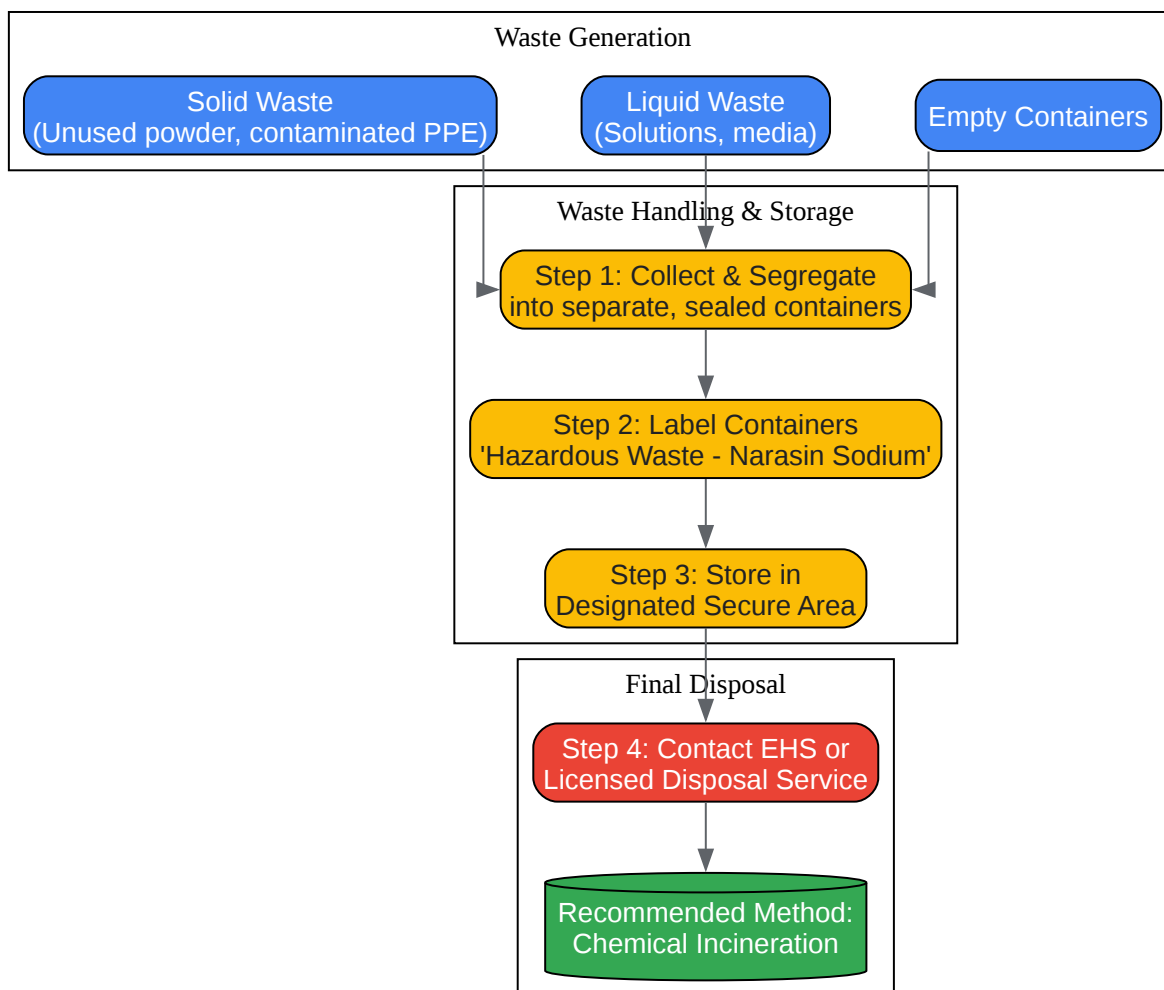 Waste Generation
Solid Waste
(Unused powder, contaminated PPE)
Liquid Waste
(Solutions, media)
Empty Containers
Waste Handling & Storage
Step 1: Collect & Segregate
into separate, sealed containers
Step 2: Label Containers
'Hazardous Waste - Narasin Sodium'
Step 3: Store in
Designated Secure Area
Final Disposal
Step 4: Contact EHS or
Licensed Disposal Service
Recommended Method:
Chemical Incineration